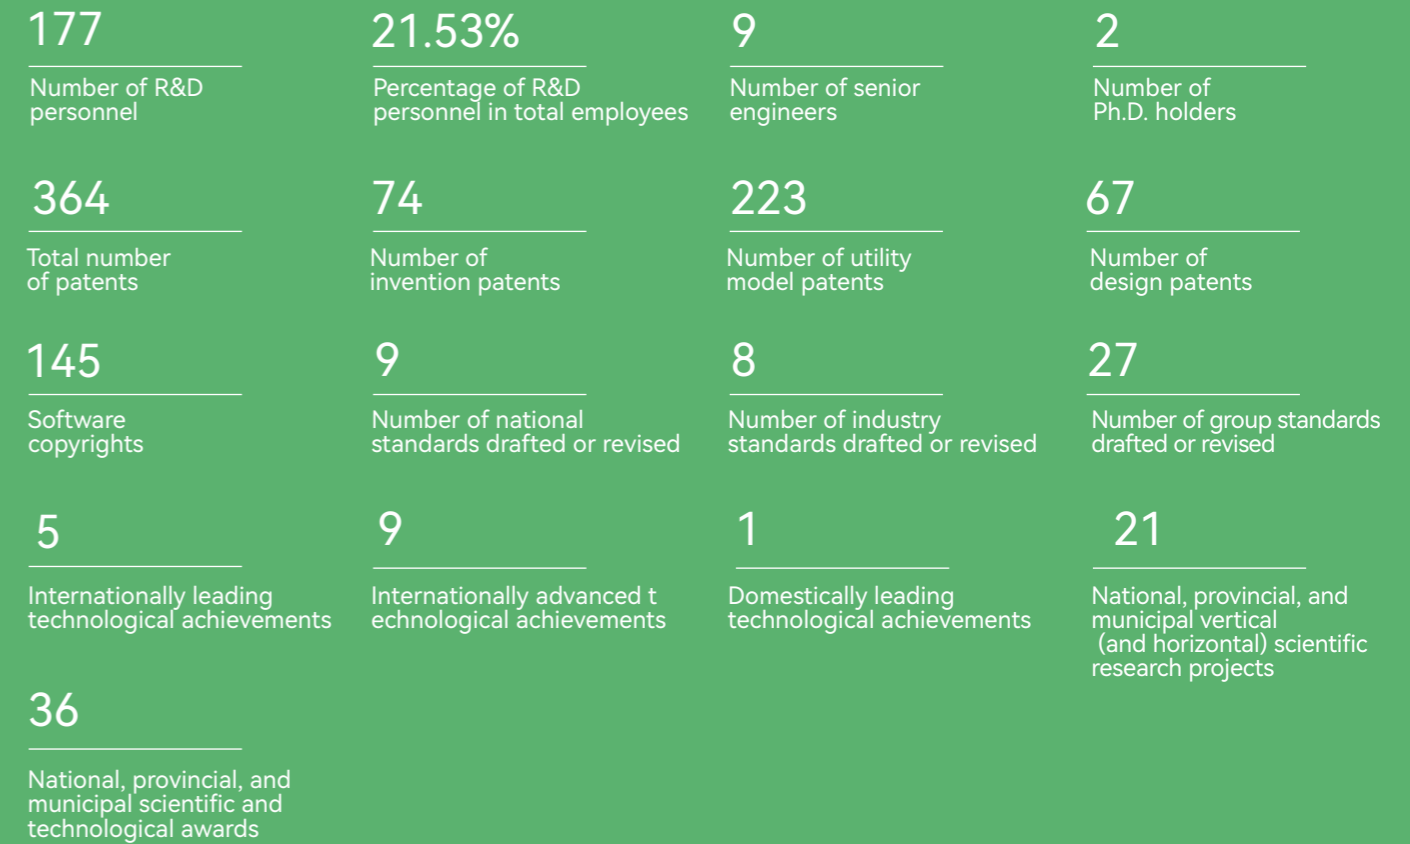 177
Number of R&D
personnel
21.53%
Percentage of R&D
personnel in total employees
9
Number of senior
engineers
2
Number of
Ph.D. holders
364
Total number
of patents
74
Number of
invention patents
223
Number of utility
model patents
67
Number of
design patents
145
Software
copyrights
9
Number of national
standards drafted or revised
8
Number of industry
standards drafted or revised
27
Number of group standards
drafted or revised
5
Internationally leading
technological achievements
9
Internationally advanced t
echnological achievements
1
Domestically leading
technological achievements
21
National, provincial, and
municipal vertical
(and horizontal) scientific
research projects
36
National, provincial, and
municipal scientific and
technological awards